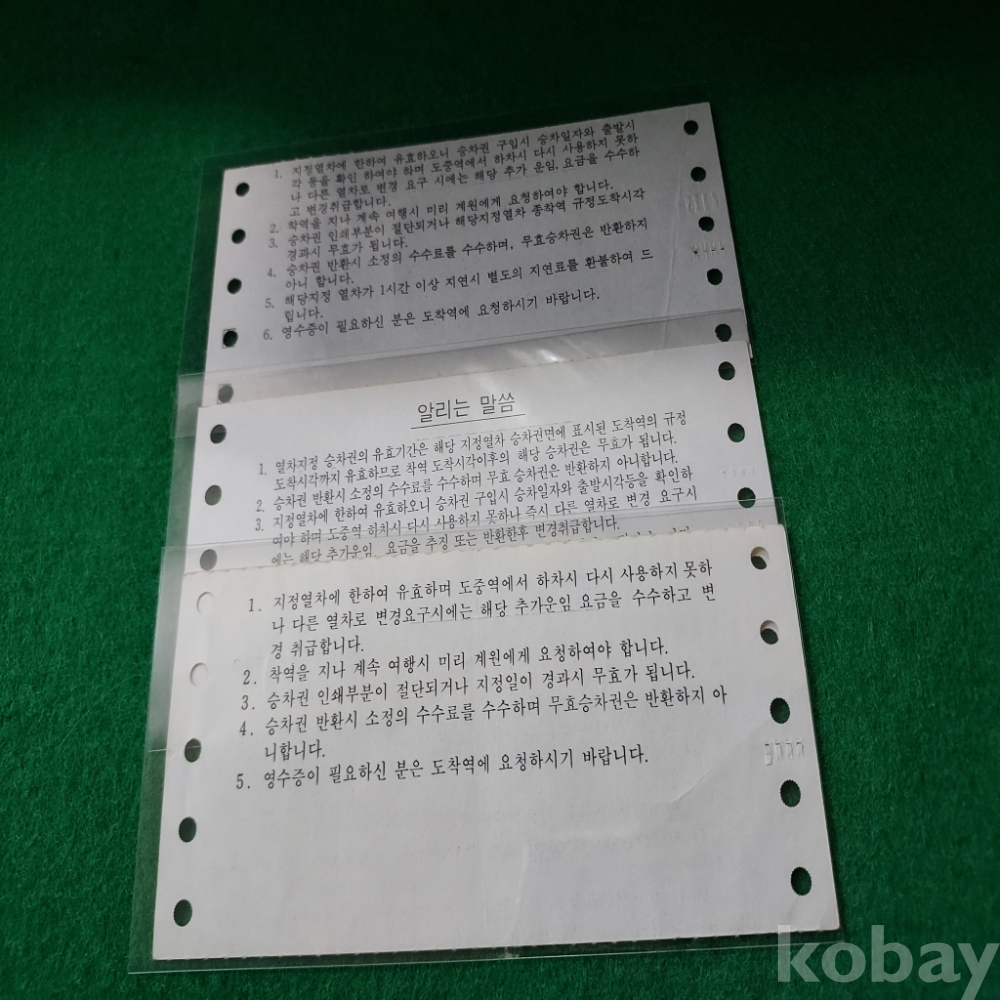 1. 지정열차에 한하여 유효하오니 승차권 구입시 승차일자와 출발시
각 등을 확인 하여야 하며 도중역에서 하차시 다시 사용하지 못하
나 다른 열차로 변경 요구 시에는 해당 추가 운임, 요금을 수수하
고 변경취급합니다.
2. 착역을 지나 계속 여행시 미리 계원에게 요청하여야 합니다.
3. 승차권 인쇄부분이 절단되거나 해당지정열차 종착역 규정도착시각
경과시 무효가 됩니다.
4. 승차권 반환시 소정의 수수료를 수수하며, 무효승차권은 반환하지
아니 합니다.
5. 해당지정 열차가 1시간 이상 지연시 별도의 지연료를 환불하여 드
립니다.
6. 영수증이 필요하신 분은 도착역에 요청하시기 바랍니다.
알리는 말씀
1. 열차지정 승차권의 유효기간은 해당 지정열차 승차권면에 표시된 도착역의 규정
도착시각까지 유효하므로 착역 도착시각이후의 해당 승차권은 무효가 됩니다.
2. 승차권 반환시 소정의 수수료를 수수하며 무효 승차권은 반환하지 아니합니다.
3. 지정열차에 한하여 유효하오니 승차권 구입시 승차일자와 출발시각등을 확인하
여야 하며 도중역 하차시 다시 사용하지 못하나 즉시 다른 열차로 변경 요구시
에는 해당 추가운임, 요금을 추징 또는 반환한후 변경취급합니다.
1. 지정열차에 한하여 유효하며 도중역에서 하차시 다시 사용하지 못하
나 다른 열차로 변경요구시에는 해당 추가운임 요금을 수수하고 변
경 취급합니다.
2. 착역을 지나 계속 여행시 미리 계원에게 요청하여야 합니다.
3. 승차권 인쇄부분이 절단되거나 지정일이 경과시 무효가 됩니다.
4. 승차권 반환시 소정의 수수료를 수수하며 무효승차권은 반환하지 아
니합니다.
5. 영수증이 필요하신 분은 도착역에 요청하시기 바랍니다.
kobay